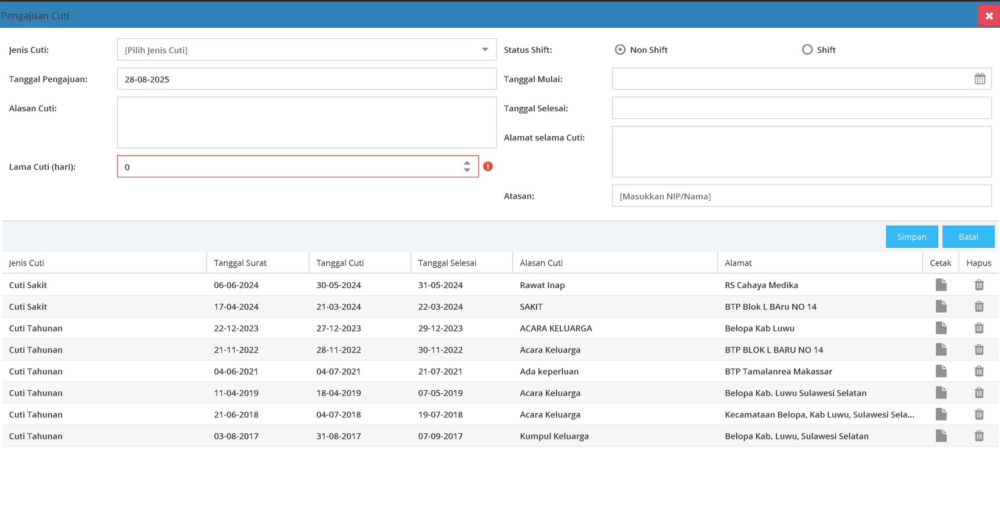 Pengajuan Cuti
Jenis Cuti: [Pilih Jenis Cuti] Status Shift: Non Shift Shift
Tanggal Pengajuan: 28-08-2025 Tanggal Mulai:
Alasan Cuti: Tanggal Selesai:
Alamat selama Cuti:
Lama Cuti (hari): 0
Atasan: [Masukkan NIP/Nama]
Simpan Batal
Jenis Cuti Tanggal Surat Tanggal Cuti Tanggal Selesai Alasan Cuti Alamat Cetak Hapus
Cuti Sakit 06-06-2024 30-05-2024 31-05-2024 Rawat Inap RS Cahaya Medika
Cuti Sakit 17-04-2024 21-03-2024 22-03-2024 SAKIT BTP Blok L BAru NO 14
Cuti Tahunan 22-12-2023 27-12-2023 29-12-2023 ACARA KELUARGA Belopa Kab Luwu
Cuti Tahunan 21-11-2022 28-11-2022 30-11-2022 Acara Keluarga BTP BLOK L BARU NO 14
Cuti Tahunan 04-06-2021 04-07-2021 21-07-2021 Ada keperluan BTP Tamalanrea Makassar
Cuti Tahunan 11-04-2019 18-04-2019 07-05-2019 Acara Keluarga Belopa Kab. Luwu Sulawesi Selatan
Cuti Tahunan 21-06-2018 04-07-2018 19-07-2018 Acara Keluarga Kecamataan Belopa, Kab Luwu, Sulawesi Sela...
Cuti Tahunan 03-08-2017 31-08-2017 07-09-2017 Kumpul Keluarga Belopa Kab. Luwu, Sulawesi Selatan